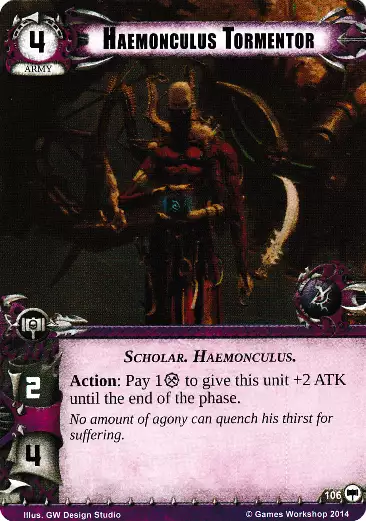 4
ARMY
HAEMONCULUS TORMENTOR
SCHOLAR. HAEMONCULUS.
2
Action: Pay 1 to give this unit +2 ATK
until the end of the phase.
No amount of agony can quench his thirst for
suffering.
4
106
Illus. GW Design Studio
© Games Workshop 2014